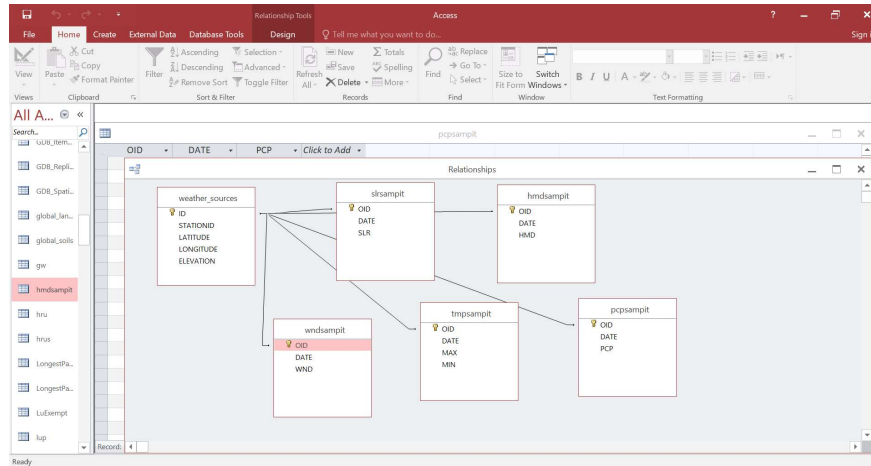 Relationship Tools
Access
?
File Home Create External Data Database Tools Design Tell me what you want to do...
Sign i
View
Paste
Cut
Copy
Format Painter
Filter
Ascending
Descending
Remove Sort
Selection
Advanced
Toggle Filter
Refresh All
New
Save
Delete
Totals
Spelling
More
Find
Replace
Go To
Select
Size to Fit Form
Switch Windows
B I U A
Views Clipboard Sort & Filter Records Find Window Text Formatting
All A...
Search...
GDB_Item...
GDB_Repli...
GDB_Spati...
global_lan...
global_soils
gw
hmdsampit
hru
hrus
LongestPa...
LongestPa...
LuExempt
lup
pcpsampit
OID DATE PCP Click to Add
Relationships
weather_sources
ID
STATIONID
LATITUDE
LONGITUDE
ELEVATION
slrsampit
OID
DATE
SLR
hmdsampit
OID
DATE
HMD
wndsampit
OID
DATE
WND
tmpsampit
OID
DATE
MAX
MIN
pcpsampit
OID
DATE
PCP
Record:
Ready